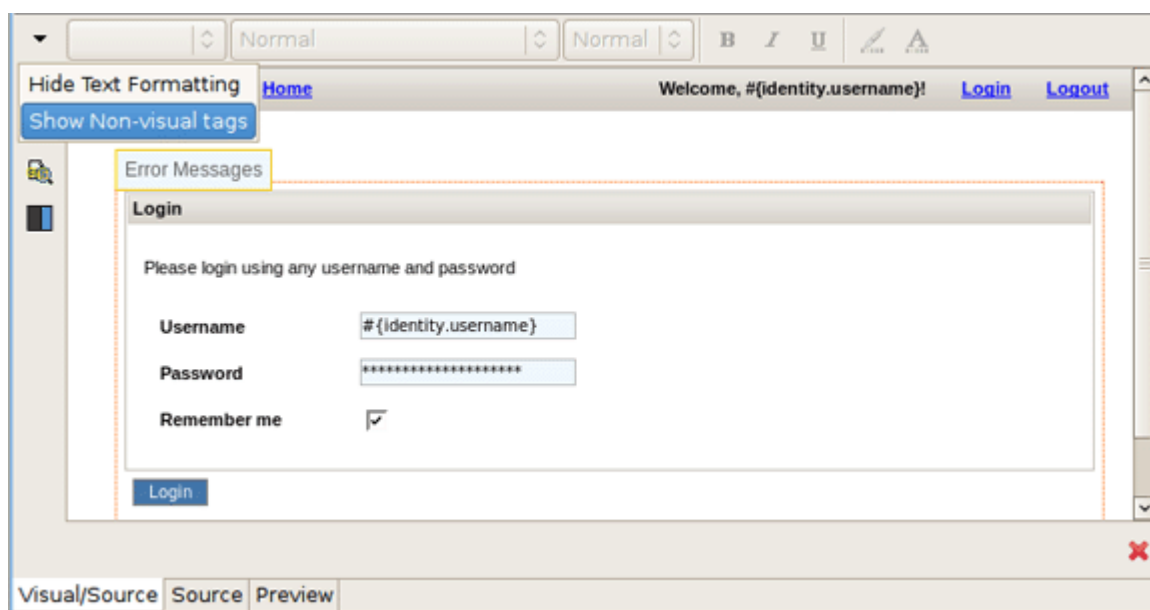 Normal Normal B I U A
Hide Text Formatting
Show Non-visual tags
Home Welcome, #{identity.username}! Login Logout
Error Messages
Login
Please login using any username and password
Username #{identity.username}
Password ********************
Remember me
Login
Visual/Source Source Preview